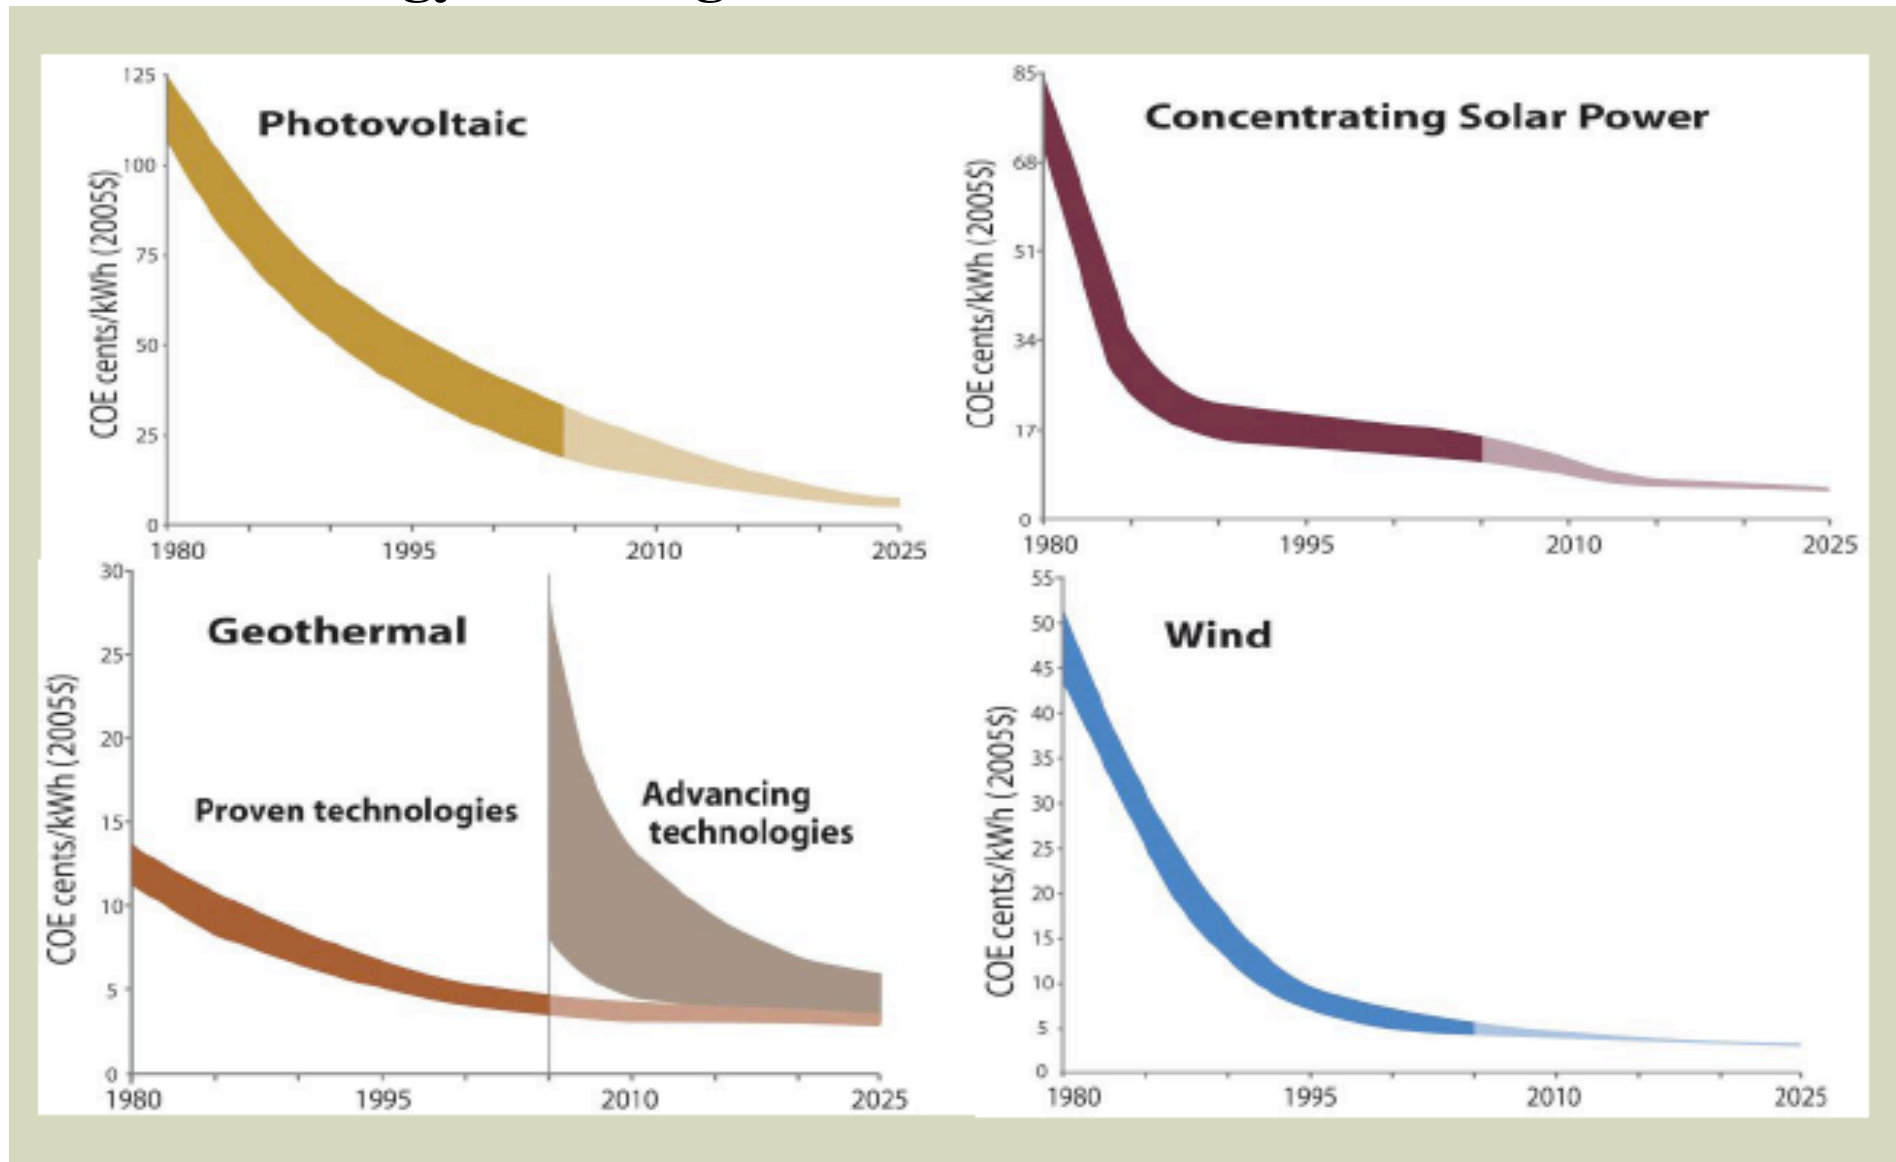 125
Photovoltaic
100
75
50
25
0
COE cents/kWh (2005$)
1980 1995 2010 2025
85
Concentrating Solar Power
68
51
34
17
0
COE cents/kWh (2005$)
1980 1995 2010 2025
30
Geothermal
25
20
Proven technologies
Advancing
technologies
15
10
5
0
COE cents/kWh (2005$)
1980 1995 2010 2025
55
Wind
50
45
40
35
30
25
20
15
10
5
0
COE cents/kWh (2005$)
1980 1995 2010 2025